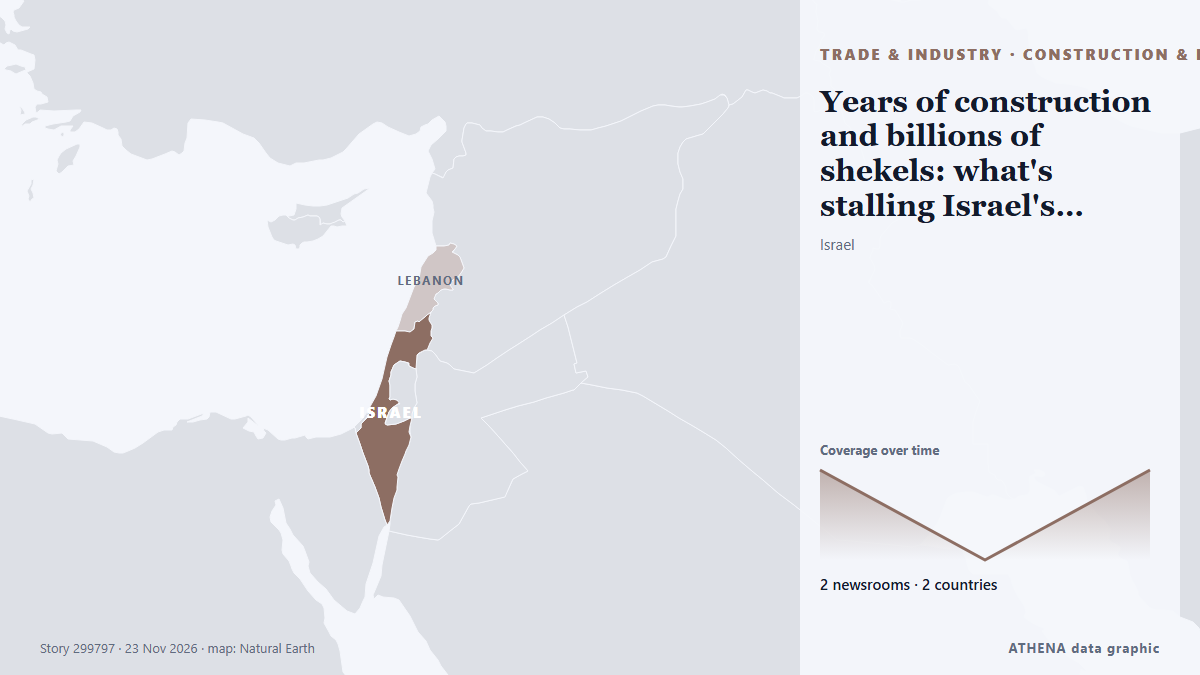 TRADE & INDUSTRY · CONSTRUCTION &
Years of construction
and billions of
shekels: what's
stalling Israel's...
Israel
LEBANON
ISRAEL
Coverage over time
2 newsrooms · 2 countries
Story 299797 · 23 Nov 2026 · map: Natural Earth
ATHENA data graphic